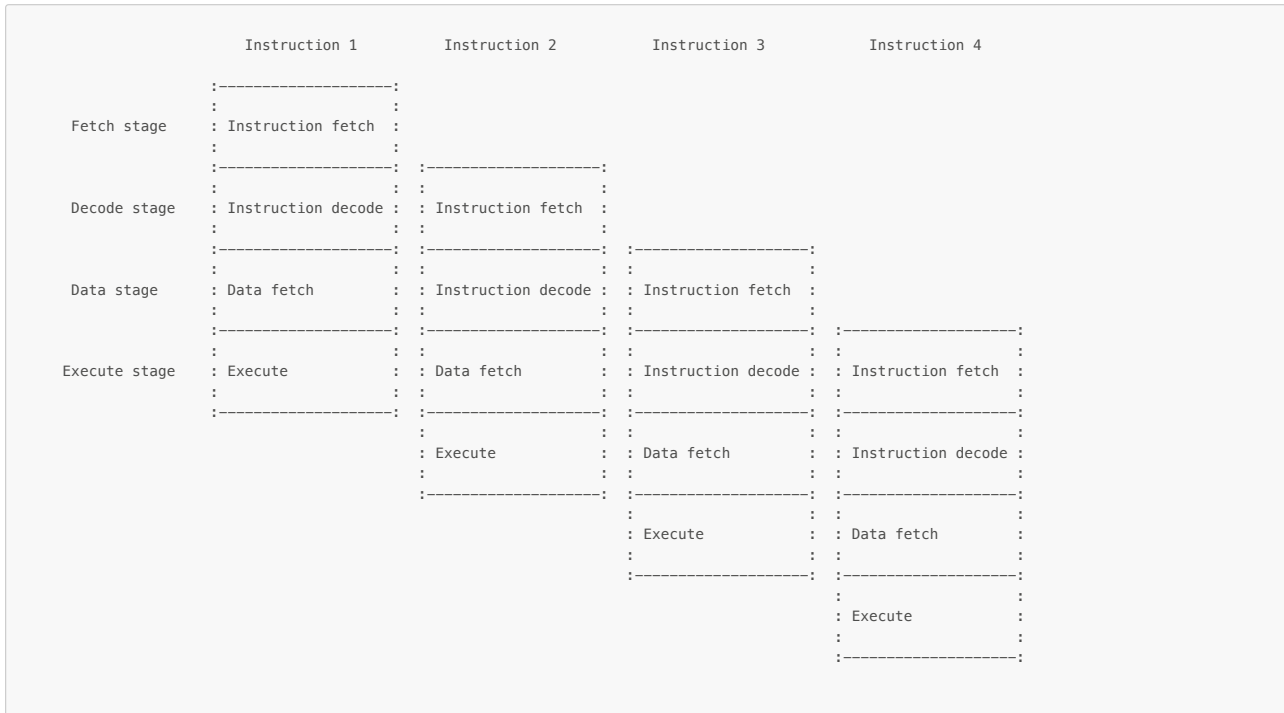 Instruction 1 Instruction 2 Instruction 3 Instruction 4
:--------------------:
: :
Fetch stage : Instruction fetch :
: :
:--------------------: :--------------------:
: : : :
Decode stage : Instruction decode : : Instruction fetch :
: : : :
:--------------------: :--------------------: :--------------------:
: : : : : :
Data stage : Data fetch : : Instruction decode : : Instruction fetch :
: : : : : :
:--------------------: :--------------------: :--------------------: :--------------------:
: : : : : : : :
Execute stage : Execute : : Data fetch : : Instruction decode : : Instruction fetch :
: : : : : : : :
:--------------------: :--------------------: :--------------------: :--------------------:
: : : : : :
: Execute : : Data fetch : : Instruction decode :
: : : : : :
:--------------------: :--------------------: :--------------------:
: : : :
: Execute : : Data fetch :
: : : :
:--------------------: :--------------------:
: :
: Execute :
: :
:--------------------: